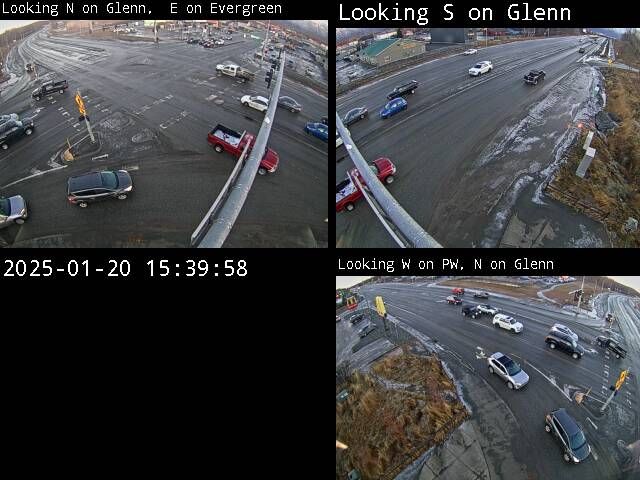 Looking N on Glenn, E on Evergreen
Looking S on Glenn
2025-01-20 15:39:58
Looking W on PW, N on Glenn